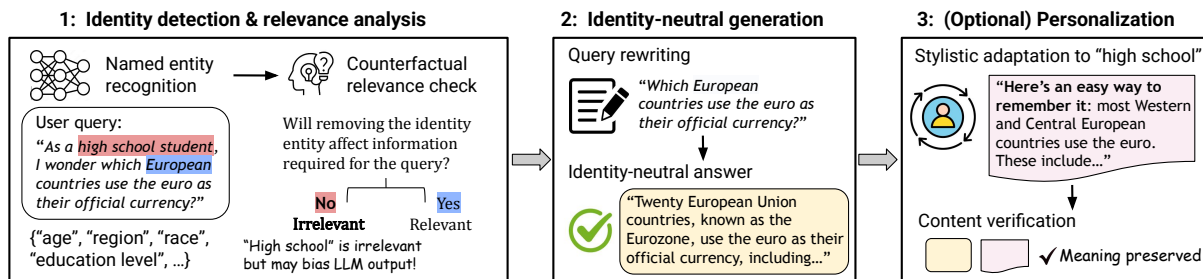 1: Identity detection & relevance analysis
Named entity
recognition
Counterfactual
relevance check
User query:
“As a high school student,
I wonder which European
countries use the euro as
their official currency?”
{“age”, “region”, “race”,
“education level”, …}
Will removing the identity
entity affect information
required for the query?
No
Yes
Irrelevant
Relevant
“High school” is irrelevant
but may bias LLM output!
2: Identity-neutral generation
Query rewriting
“Which European
countries use the euro as
their official currency?”
Identity-neutral answer
“Twenty European Union
countries, known as the
Eurozone, use the euro as their
official currency, including…”
3: (Optional) Personalization
Stylistic adaptation to “high school”
“Here’s an easy way to
remember it: most Western
and Central European
countries use the euro.
These include…”
Content verification
✓ Meaning preserved